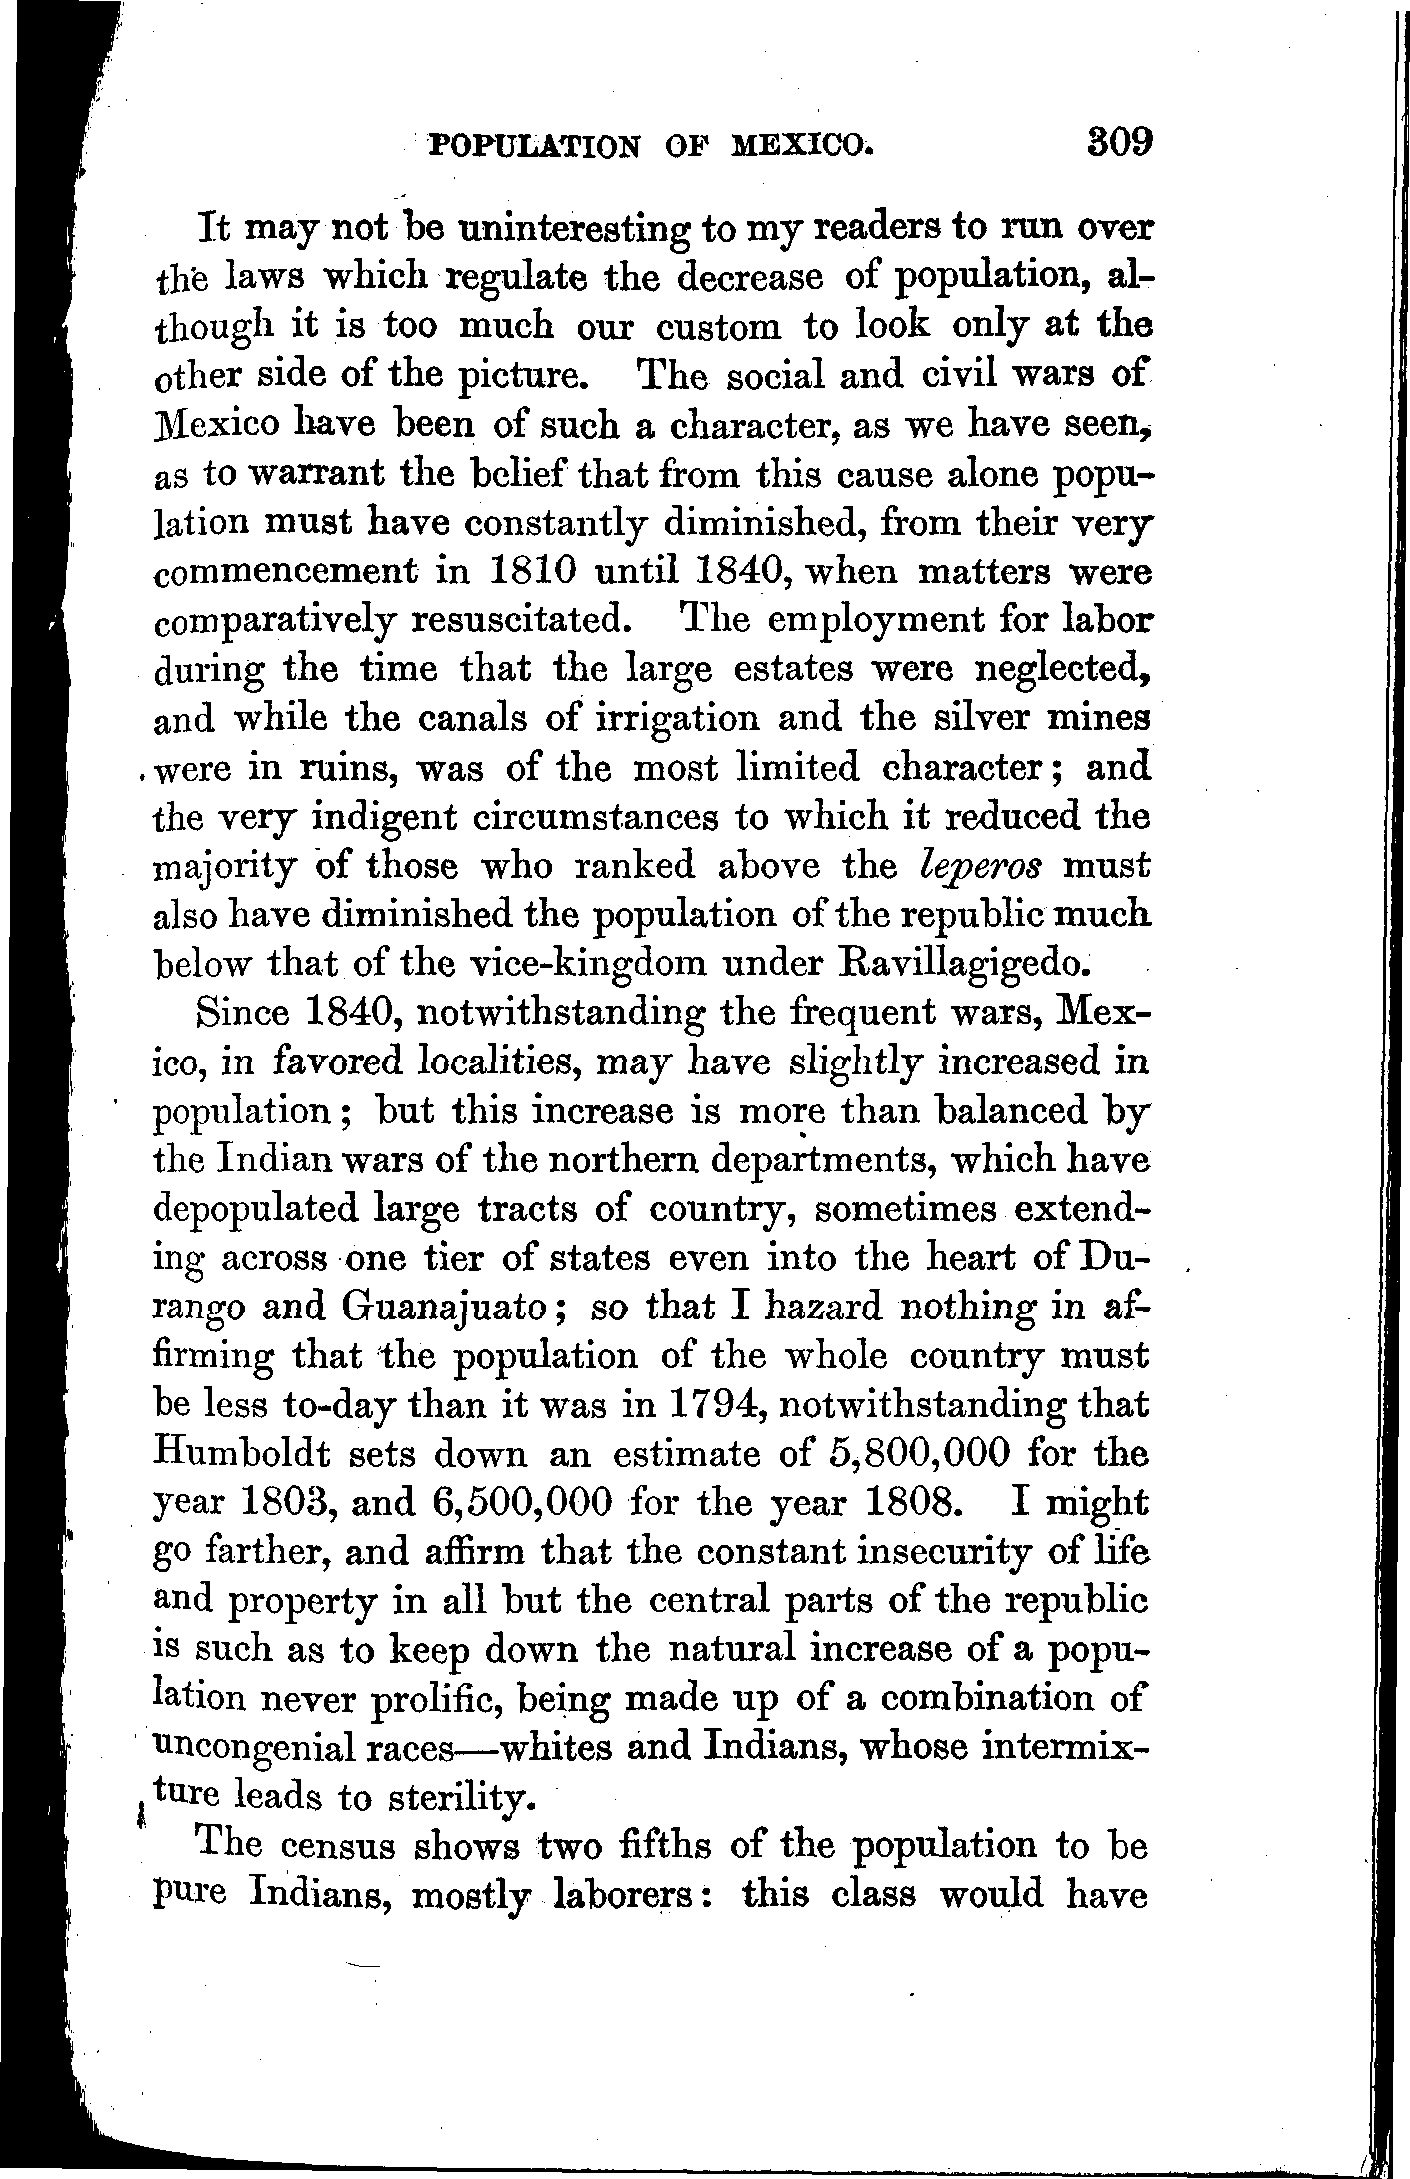 POPULATION OF MEXICO. 309
It may not be uninteresting to my readers to run over
the laws which regulate the decrease of population, al-
though it is too much our custom to look only at the
other side of the picture. The social and civil wars of
Mexico have been of such a character, as we have seen,
as to warrant the belief that from this cause alone popu-
lation must have constantly diminished, from their very
commencement in 1810 until 1840, when matters were
comparatively resuscitated. The employment for labor
during the time that the large estates were neglected,
and while the canals of irrigation and the silver mines
were in ruins, was of the most limited character; and
the very indigent circumstances to which it reduced the
majority of those who ranked above the leperos must
also have diminished the population of the republic much
below that of the vice-kingdom under Ravillagigedo.
Since 1840, notwithstanding the frequent wars, Mex-
ico, in favored localities, may have slightly increased in
population; but this increase is more than balanced by
the Indian wars of the northern departments, which have
depopulated large tracts of country, sometimes extend-
ing across one tier of states even into the heart of Du-
rango and Guanajuato; so that I hazard nothing in af-
firming that the population of the whole country must
be less to-day than it was in 1794, notwithstanding that
Humboldt sets down an estimate of 5,800,000 for the
year 1803, and 6,500,000 for the year 1808. I might
go farther, and affirm that the constant insecurity of life
and property in all but the central parts of the republic
is such as to keep down the natural increase of a popu-
lation never prolific, being made up of a combination of
uncongenial races—whites and Indians, whose intermix-
ture leads to sterility.
The census shows two fifths of the population to be
pure Indians, mostly laborers: this class would have